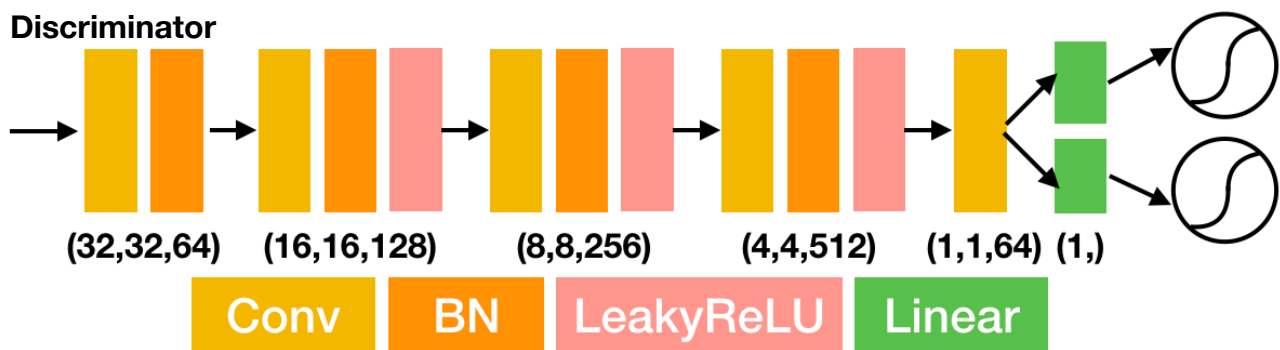 Discriminator
(32,32,64) (16,16,128) (8,8,256) (4,4,512) (1,1,64) (1,)
Conv BN LeakyReLU Linear